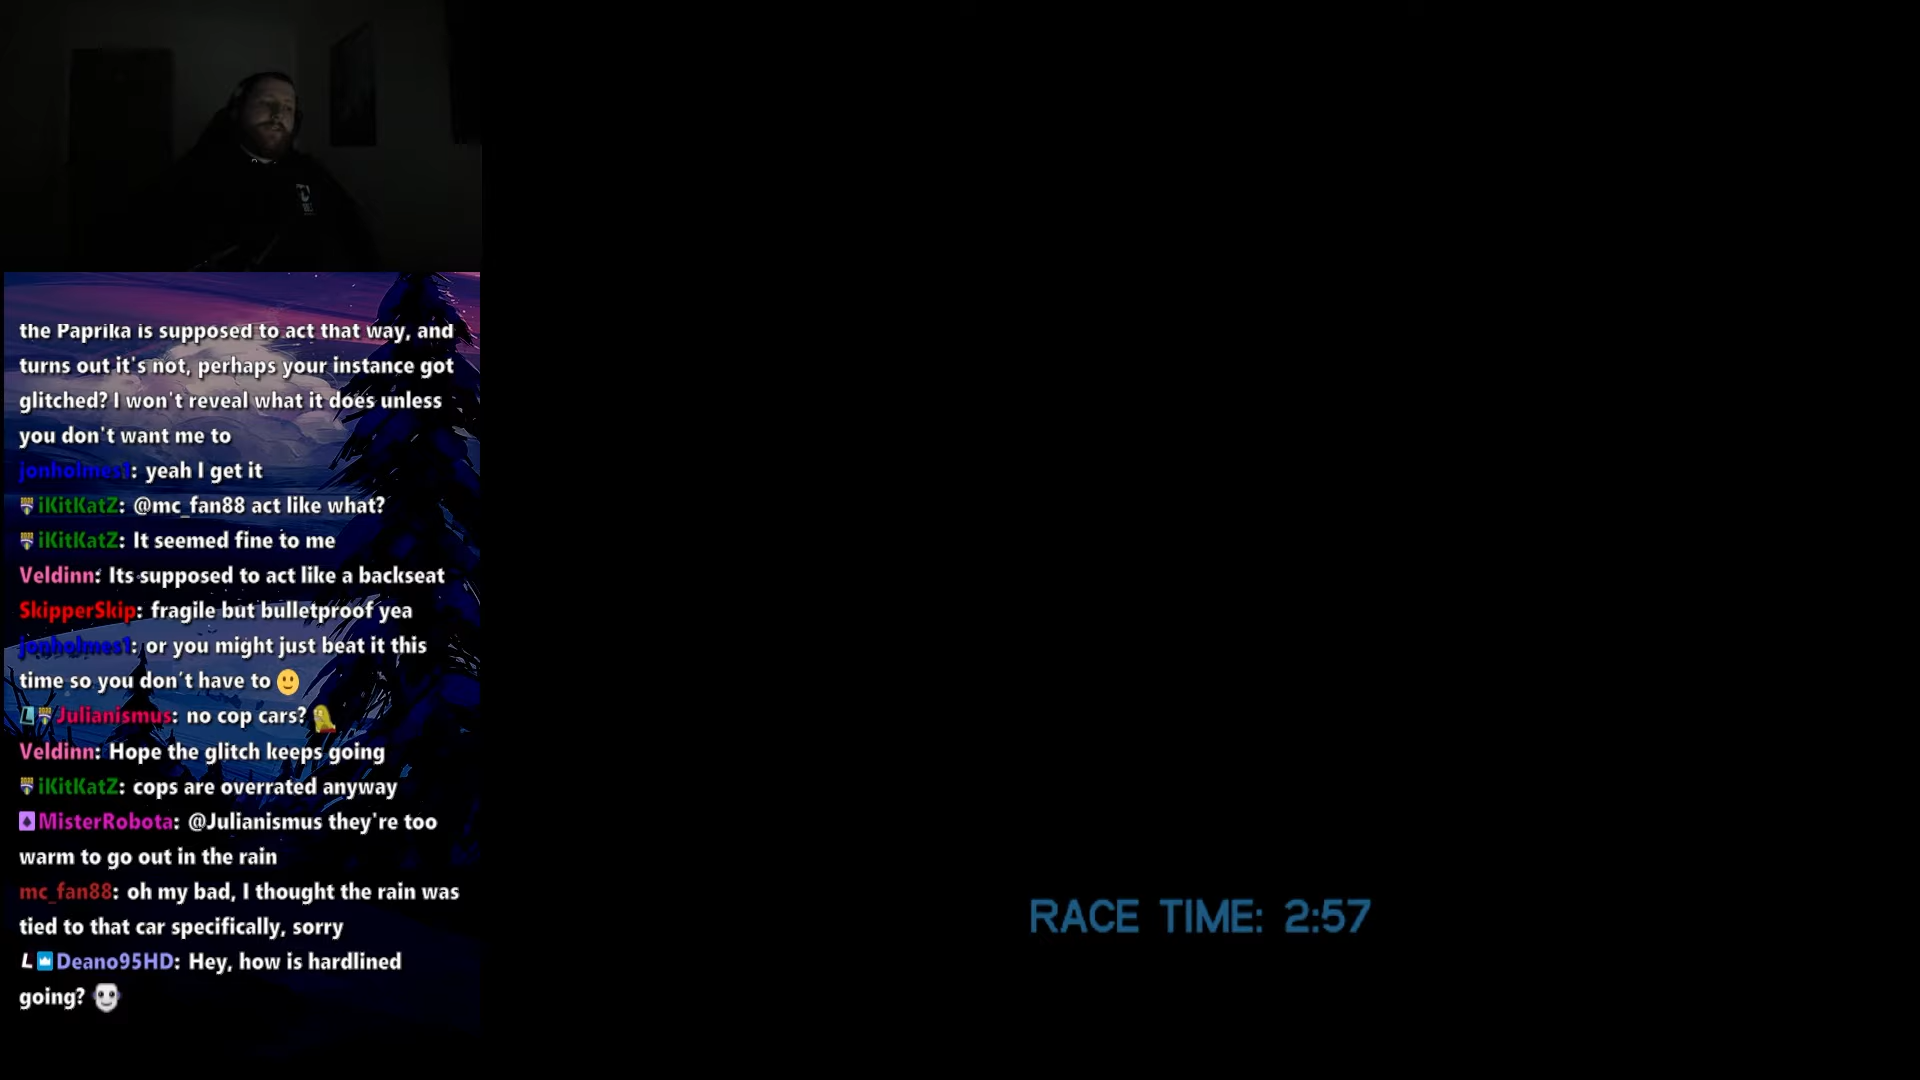 the Paprika is supposed to act that way, and
turns out it's not, perhaps your instance got
glitched? I won't reveal what it does unless
you don't want me to
jonholmes1: yeah I get it
iKitKatZ: @mc_fan88 act like what?
iKitKatZ: It seemed fine to me
Veldinn: Its supposed to act like a backseat
SkipperSkip: fragile but bulletproof yea
jonholmes1: or you might just beat it this
time so you don't have to
Julianismus: no cop cars?
Veldinn: Hope the glitch keeps going
iKitKatZ: cops are overrated anyway
MisterRobota: @Julianismus they're too
warm to go out in the rain
mc_fan88: oh my bad, I thought the rain was
tied to that car specifically, sorry
Deano95HD: Hey, how is hardlined
going?
RACE TIME: 2:57